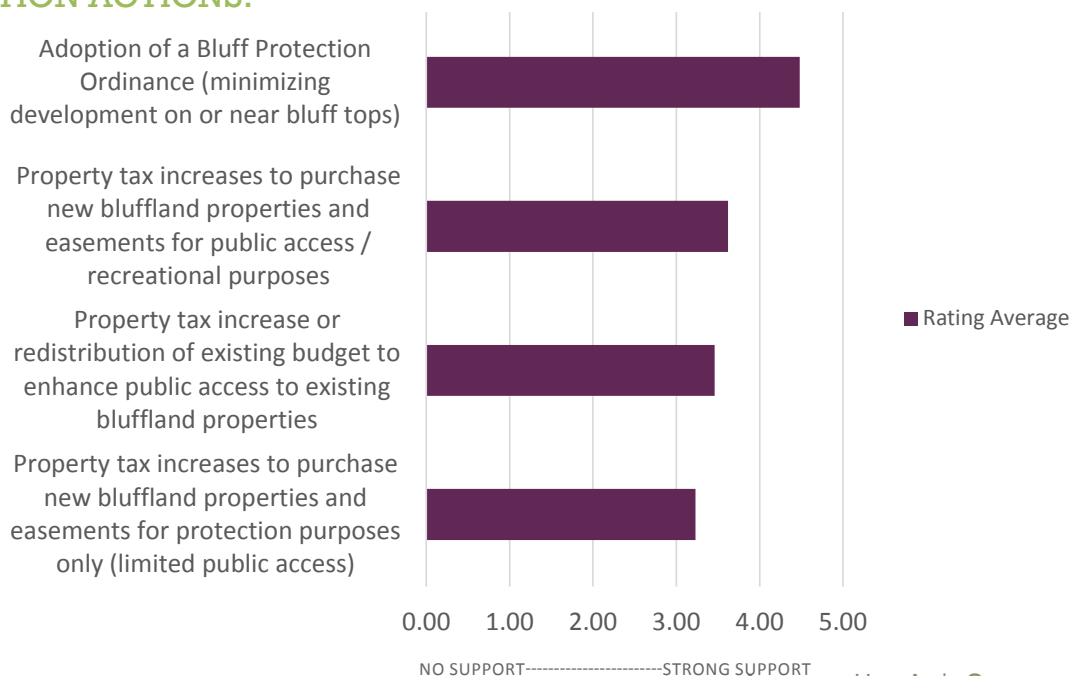 ACTIONS:
Adoption of a Bluff Protection
Ordinance (minimizing
development on or near bluff tops)
Property tax increases to purchase
new bluffland properties and
easements for public access /
recreational purposes
Property tax increase or
redistribution of existing budget to
enhance public access to existing
bluffland properties
Property tax increases to purchase
new bluffland properties and
easements for protection purposes
only (limited public access)
Rating Average
0.00 1.00 2.00 3.00 4.00 5.00
NO SUPPORT------------------------STRONG SUPPORT